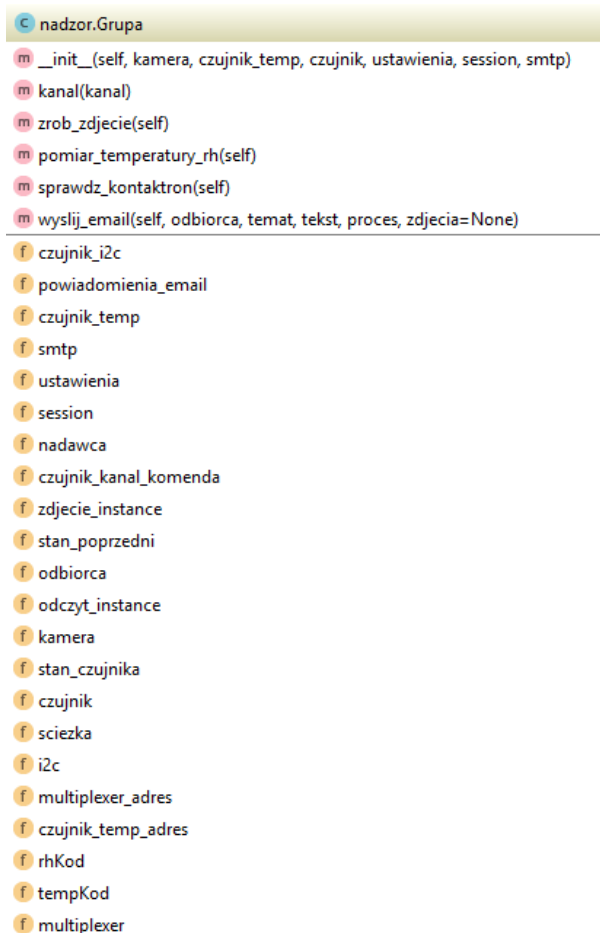 C nadzor.Grupa
m __init__(self, kamera, czujnik_temp, czujnik, ustawienia, session, smtp)
m kanal(kanal)
m zrob_zdjecie(self)
m pomiar_temperatury_rh(self)
m sprawdz_kontaktron(self)
m wyslij_email(self, odbiorca, temat, tekst, proces, zdjecia=None)
f czujnik_i2c
f powiadomienia_email
f czujnik_temp
f smtp
f ustawienia
f session
f nadawca
f czujnik_kanal_komenda
f zdjecie_instance
f stan_poprzedni
f odbiorca
f odczyt_instance
f kamera
f stan_czujnika
f czujnik
f sciezka
f i2c
f multiplexer_adres
f czujnik_temp_adres
f rhKod
f tempKod
f multiplexer